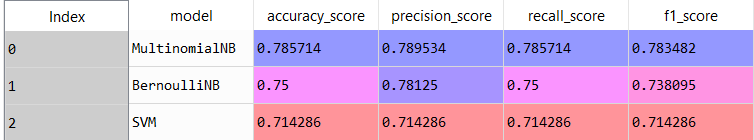 Index model accuracy_score precision_score recall_score f1_score
0 MultinomialNB 0.785714 0.789534 0.785714 0.783482
1 BernoulliNB 0.75 0.78125 0.75 0.738095
2 SVM 0.714286 0.714286 0.714286 0.714286